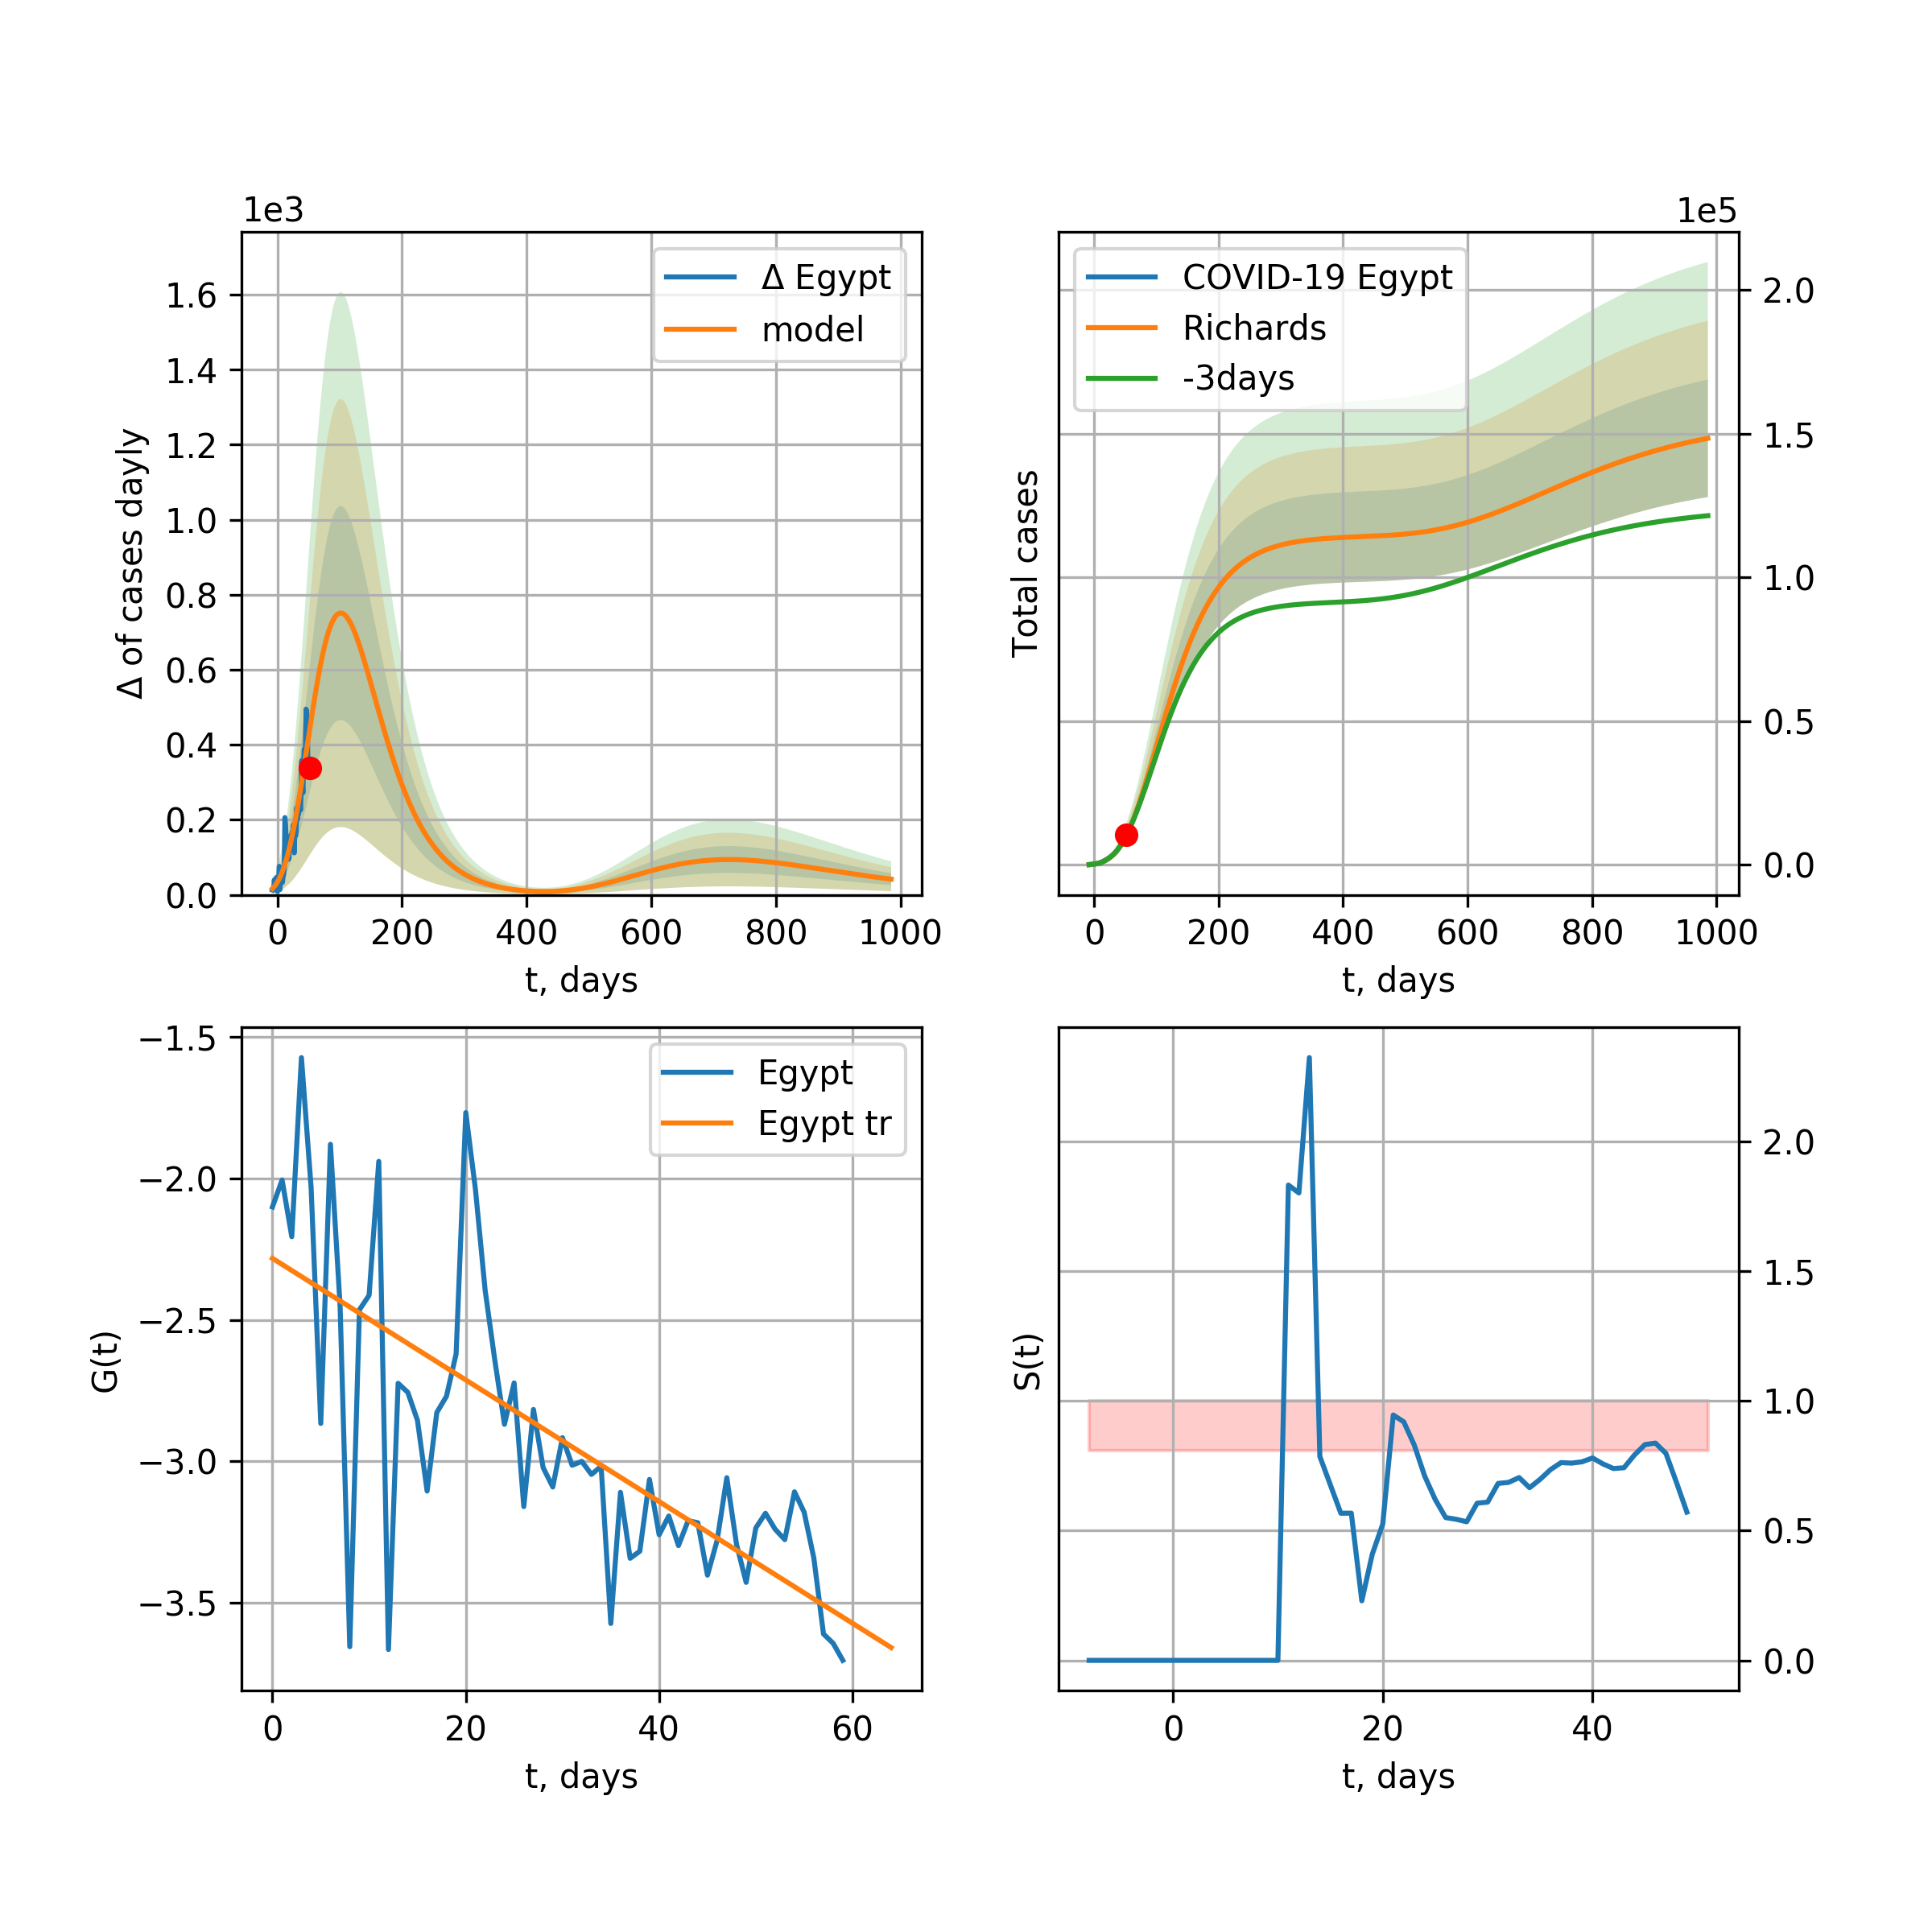 1e3
Δ of cases dayly
1.6
1.4
1.2
1.0
0.8
0.6
0.4
0.2
0.0
Δ Egypt
model
0 200 400 600 800 1000
t, days
1e5
Total cases
COVID-19 Egypt
Richards
-3days
2.0
1.5
1.0
0.5
0.0
0 200 400 600 800 1000
t, days
G(t)
−1.5
−2.0
−2.5
−3.0
−3.5
Egypt
Egypt tr
0 20 40 60
t, days
S(t)
2.0
1.5
1.0
0.5
0.0
0 20 40
t, days